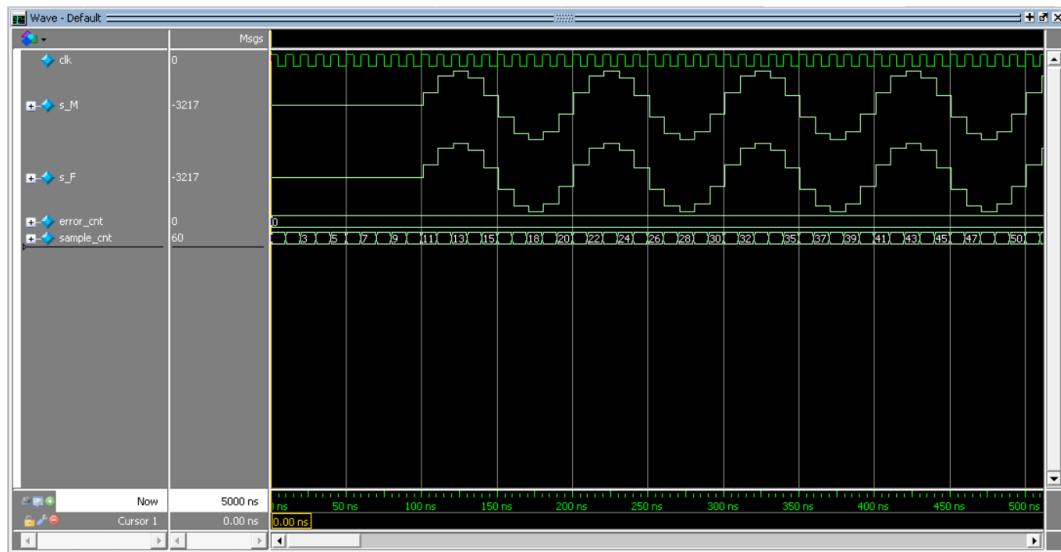 Wave - Default
Msgs
clk 0
s_M -3217
s_F -3217
error_cnt 0 0
sample_cnt 60 3 5 7 9 11 13 15 18 20 22 24 26 28 30 32 35 37 39 41 43 45 47 50
Now 5000 ns ns 50 ns 100 ns 150 ns 200 ns 250 ns 300 ns 350 ns 400 ns 450 ns 500 ns
Cursor 1 0.00 ns 0.00 ns